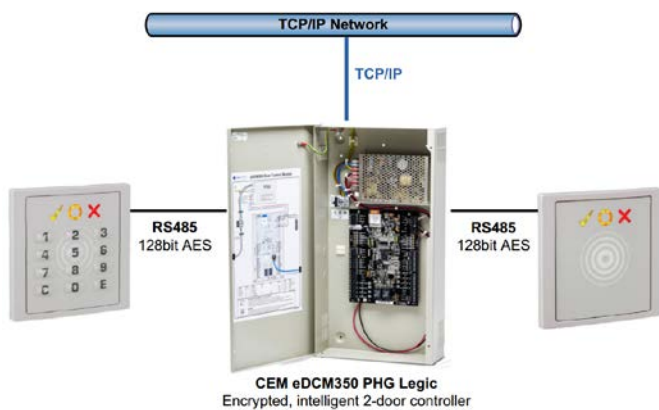 TCP/IP Network
TCP/IP
RS485
128bit AES
RS485
128bit AES
1 2 3
4 5 6
7 8 9
C 0 E
CEM eDCM350 PHG Legic
Encrypted, intelligent 2-door controller